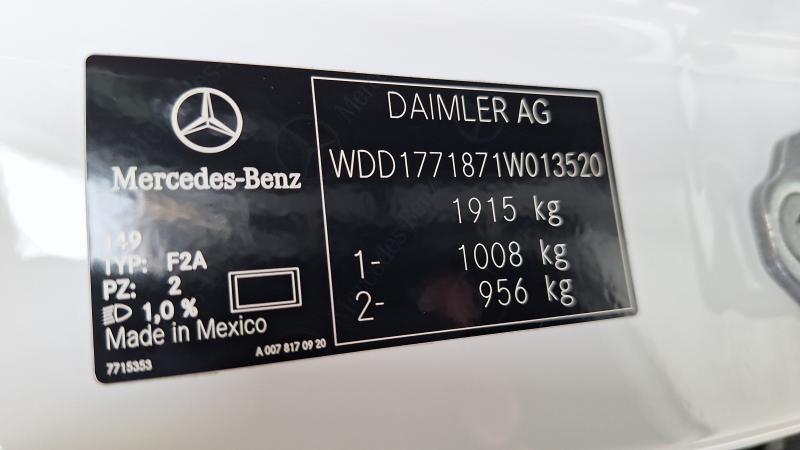 Mercedes-Benz
149
TYP: F2A
PZ: 2
1,0 %
Made in Mexico
7715353
A 007 817 09 20
DAIMLER AG
WDD1771871W013520
1915 kg
1- 1008 kg
2- 956 kg